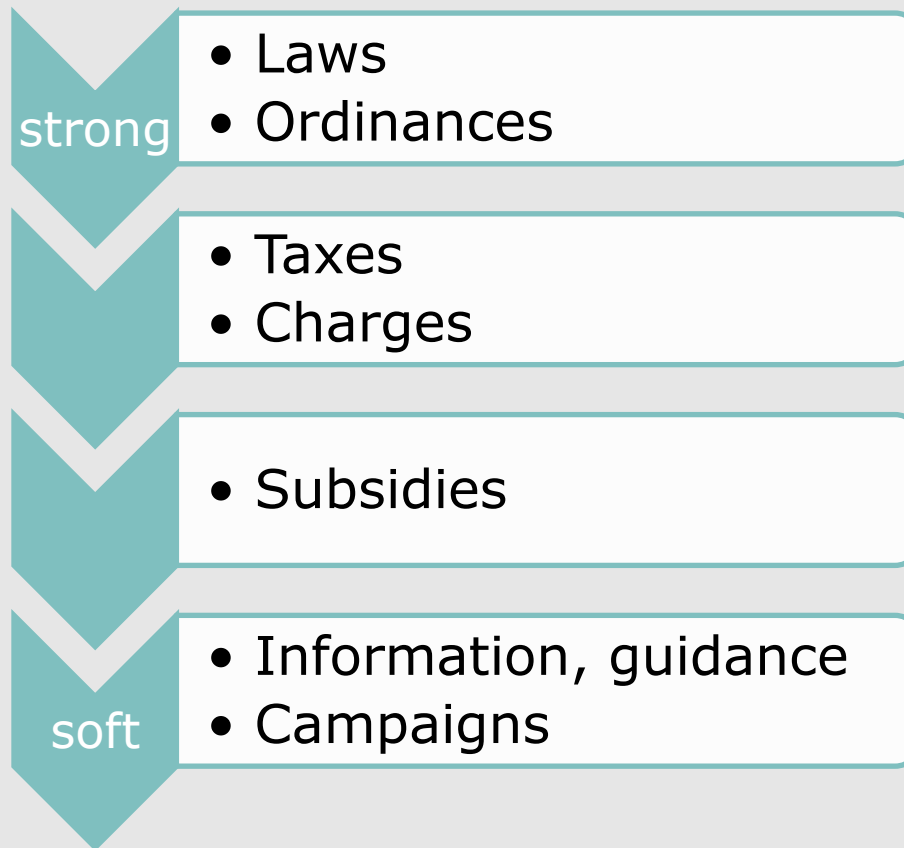 strong
• Laws
• Ordinances
• Taxes
• Charges
• Subsidies
soft
• Information, guidance
• Campaigns